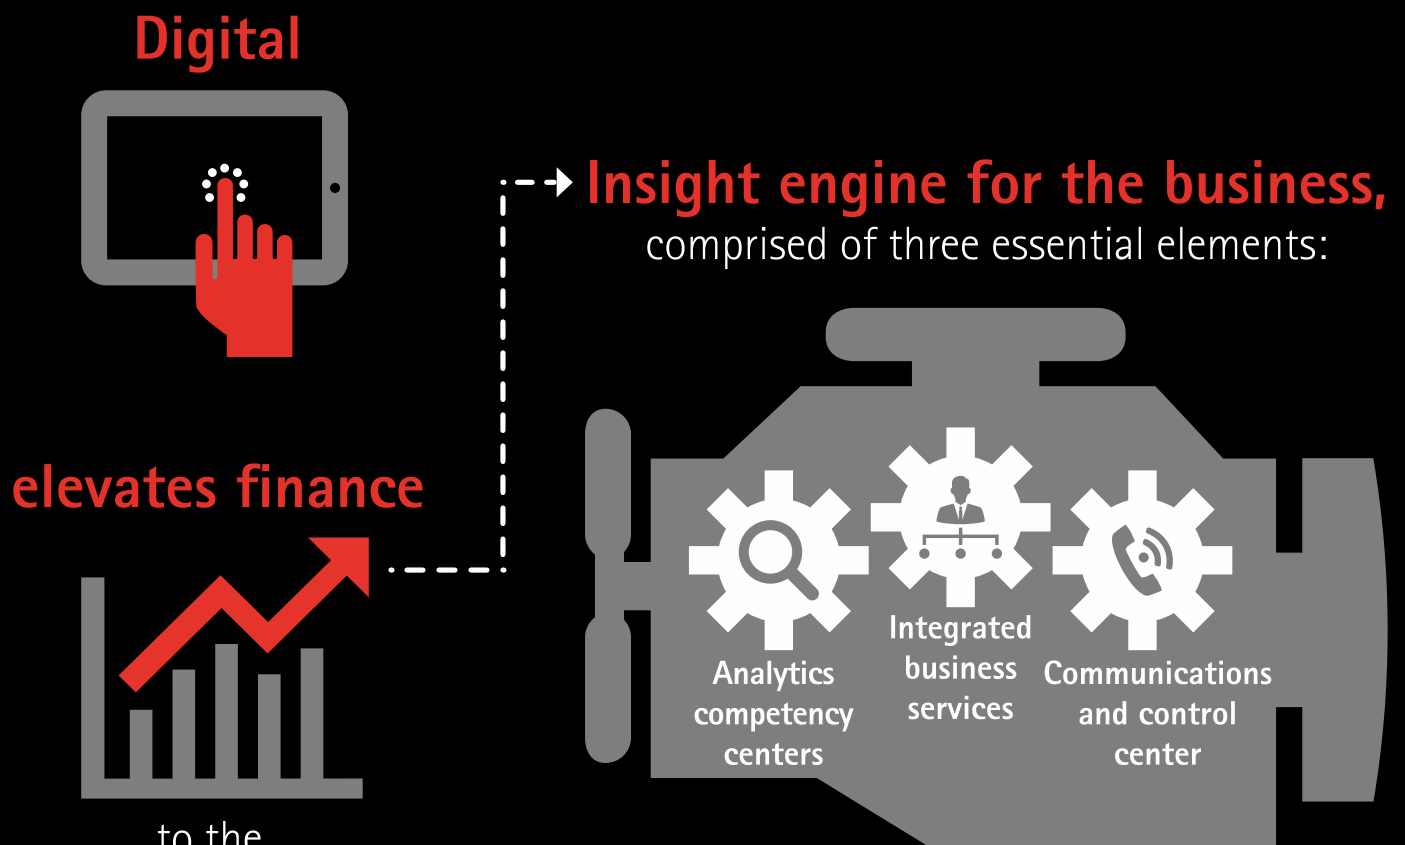 Digital
elevates finance
to the
Insight engine for the business,
comprised of three essential elements:
Analytics
competency
centers
Integrated
business
services
Communications
and control
center